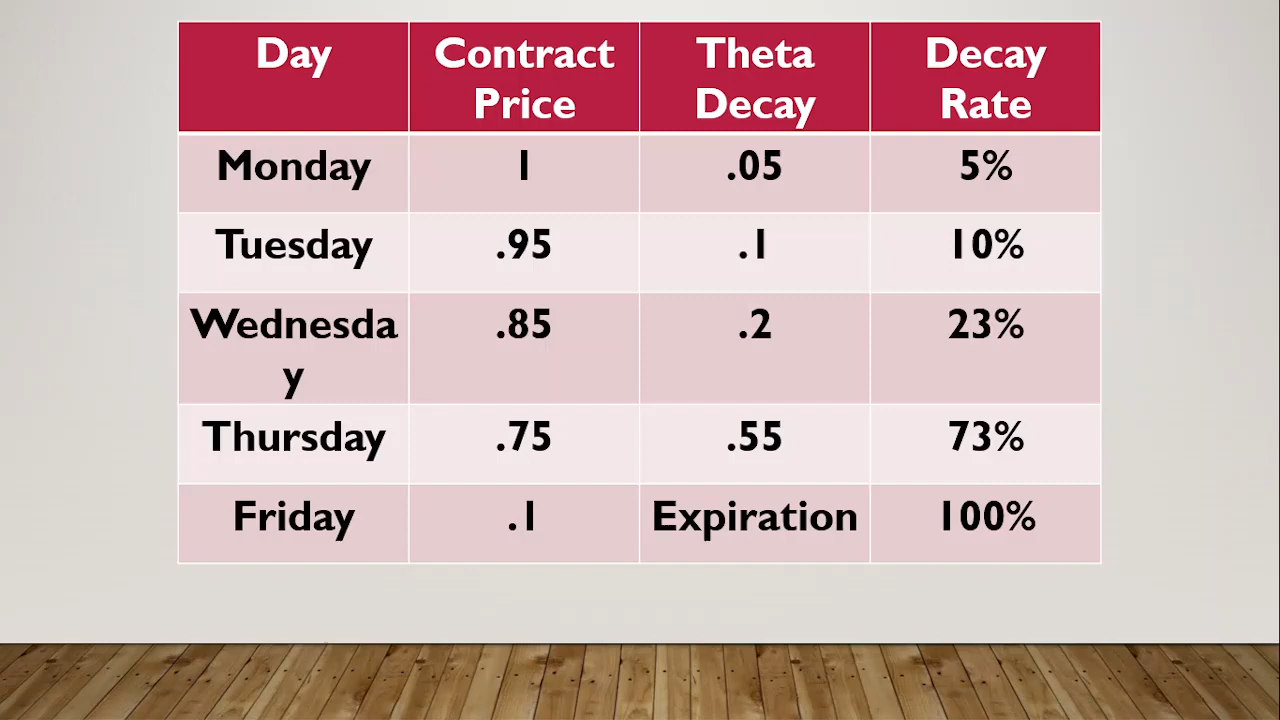 Day Contract Price Theta Decay Decay Rate
Monday 1 .05 5%
Tuesday .95 .1 10%
Wednesda
y .85 .2 23%
Thursday .75 .55 73%
Friday .1 Expiration 100%